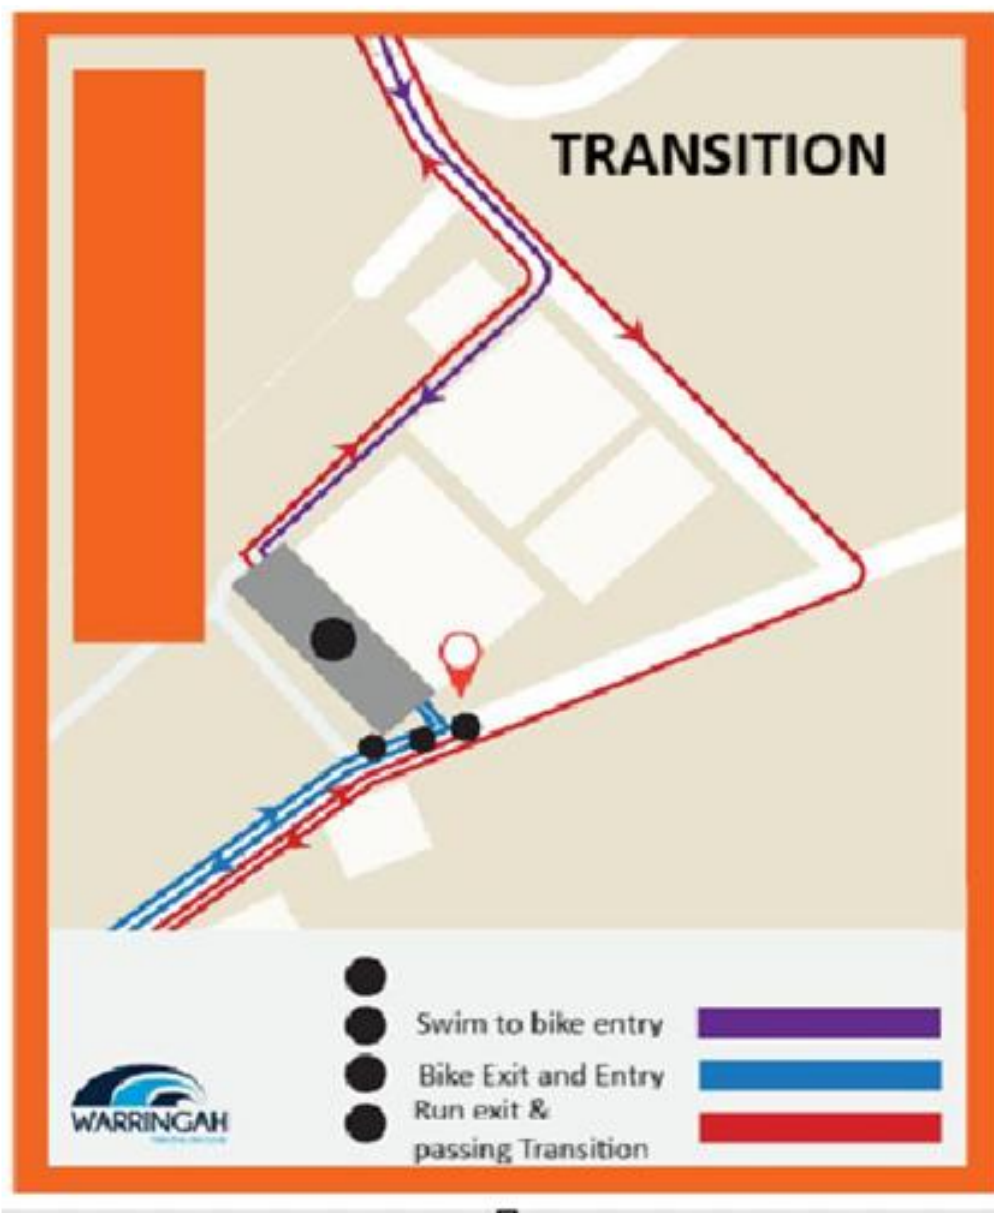 TRANSITION
Swim to bike entry
Bike Exit and Entry
Run exit &
passing Transition
WARRINGAH